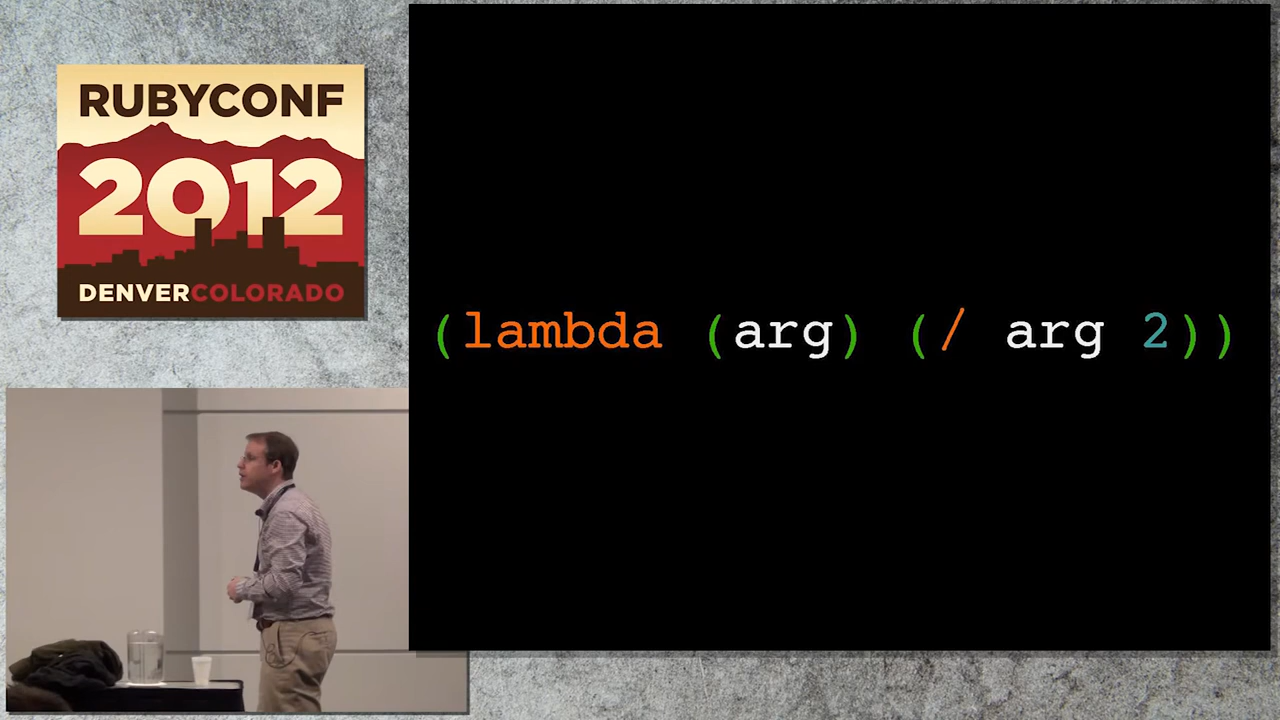 RUBYCONF
2012
DENVERCOLORADO
(lambda (arg) (/ arg 2))